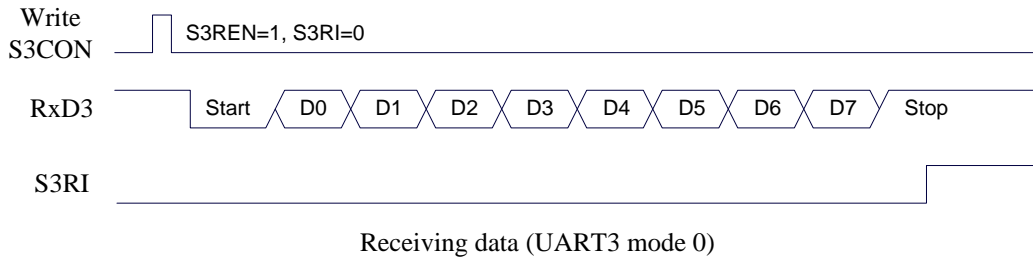 Write
S3CON
S3REN=1, S3RI=0
RxD3
Start D0 D1 D2 D3 D4 D5 D6 D7 Stop
S3RI
Receiving data (UART3 mode 0)